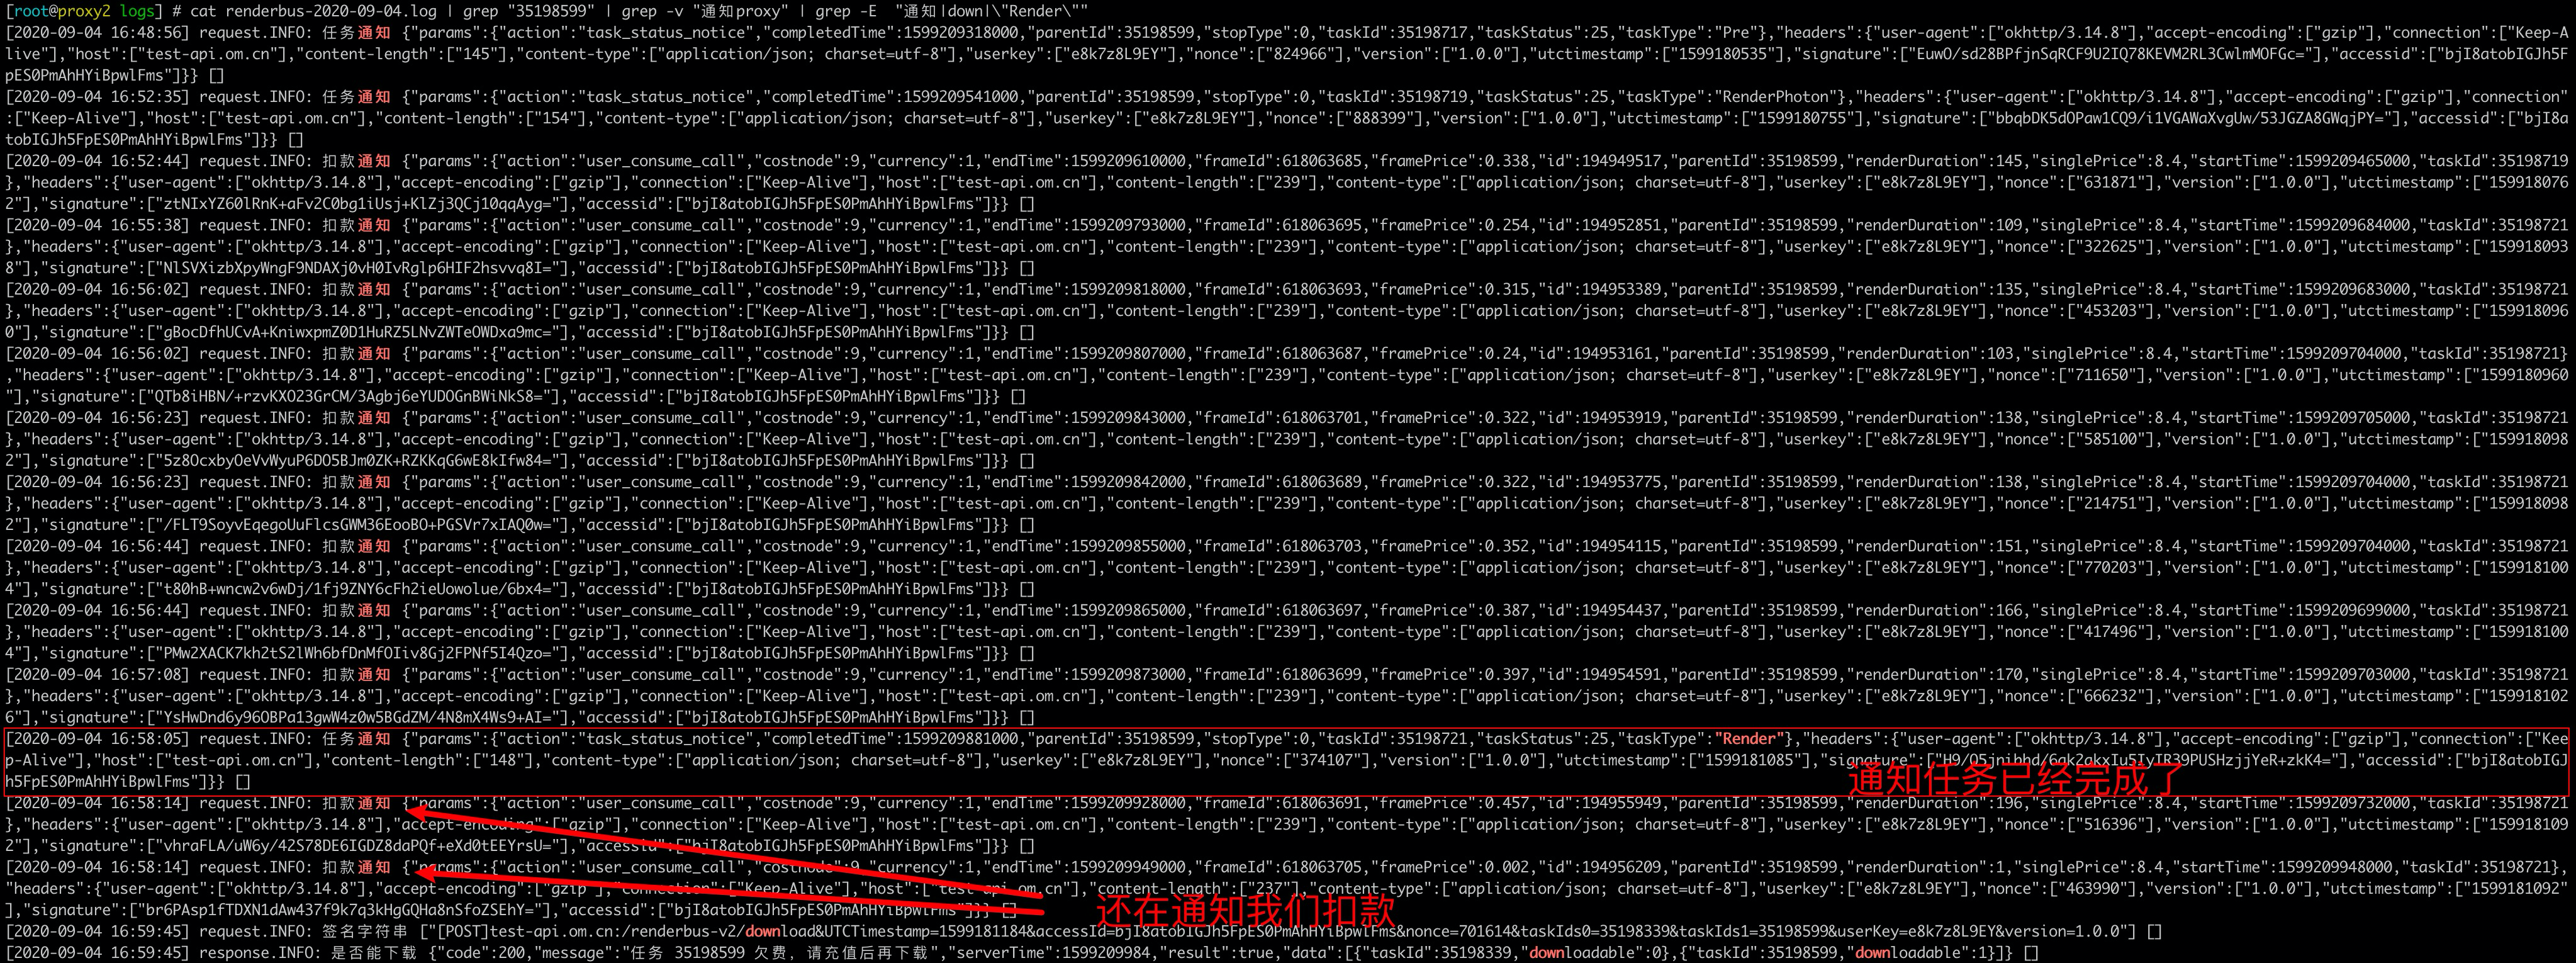 [root@proxy2 logs] # cat renderbus-2020-09-04.log | grep "35198599" | grep -v "通知proxy" | grep -E  "通知|down|\"Render\""
[2020-09-04 16:48:56] request.INFO: 任务通知 {"params":{"action":"task_status_notice","completedTime":1599209318000,"parentId":35198599,"stopType":0,"taskId":35198717,"taskStatus":25,"taskType":"Pre"},"headers":{"user-agent":["okhttp/3.14.8"],"accept-encoding":["gzip"],"connection":["Keep-A
live"],"host":["test-api.om.cn"],"content-length":["145"],"content-type":["application/json; charset=utf-8"],"userkey":["e8k7z8L9EY"],"nonce":["824966"],"version":["1.0.0"],"utctimestamp":["1599180535"],"signature":["EuwO/sd28BPfjnSqRCF9U2IQ78KEVM2RL3CwlmMOFGc="],"accessid":["bjI8atobIGJh5F
pES0PmAhHYiBpwlFms"]}} []
[2020-09-04 16:52:35] request.INFO: 任务通知 {"params":{"action":"task_status_notice","completedTime":1599209541000,"parentId":35198599,"stopType":0,"taskId":35198719,"taskStatus":25,"taskType":"RenderPhoton"},"headers":{"user-agent":["okhttp/3.14.8"],"accept-encoding":["gzip"],"connection"
:["Keep-Alive"],"host":["test-api.om.cn"],"content-length":["154"],"content-type":["application/json; charset=utf-8"],"userkey":["e8k7z8L9EY"],"nonce":["888399"],"version":["1.0.0"],"utctimestamp":["1599180755"],"signature":["bbqbDK5dOPaw1CQ9/i1VGAWaXvgUw/53JGZA8GWqjPY="],"accessid":["bjI8a
tobIGJh5FpES0PmAhHYiBpwlFms"]}} []
[2020-09-04 16:52:44] request.INFO: 扣款通知 {"params":{"action":"user_consume_call","costnode":9,"currency":1,"endTime":1599209610000,"frameId":618063685,"framePrice":0.338,"id":194949517,"parentId":35198599,"renderDuration":145,"singlePrice":8.4,"startTime":1599209465000,"taskId":35198719
},"headers":{"user-agent":["okhttp/3.14.8"],"accept-encoding":["gzip"],"connection":["Keep-Alive"],"host":["test-api.om.cn"],"content-length":["239"],"content-type":["application/json; charset=utf-8"],"userkey":["e8k7z8L9EY"],"nonce":["631871"],"version":["1.0.0"],"utctimestamp":["159918076
2"],"signature":["ztNIxYZ60lRnK+aFv2C0bg1iUsj+KlZj3QCj10qqAyg="],"accessid":["bjI8atobIGJh5FpES0PmAhHYiBpwlFms"]}} []
[2020-09-04 16:55:38] request.INFO: 扣款通知 {"params":{"action":"user_consume_call","costnode":9,"currency":1,"endTime":1599209793000,"frameId":618063695,"framePrice":0.254,"id":194952851,"parentId":35198599,"renderDuration":109,"singlePrice":8.4,"startTime":1599209684000,"taskId":35198721
},"headers":{"user-agent":["okhttp/3.14.8"],"accept-encoding":["gzip"],"connection":["Keep-Alive"],"host":["test-api.om.cn"],"content-length":["239"],"content-type":["application/json; charset=utf-8"],"userkey":["e8k7z8L9EY"],"nonce":["322625"],"version":["1.0.0"],"utctimestamp":["159918093
8"],"signature":["NlSVXizbXpyWngF9NDAXj0vH0IvRglp6HIF2hsvvq8I="],"accessid":["bjI8atobIGJh5FpES0PmAhHYiBpwlFms"]}} []
[2020-09-04 16:56:02] request.INFO: 扣款通知 {"params":{"action":"user_consume_call","costnode":9,"currency":1,"endTime":1599209818000,"frameId":618063693,"framePrice":0.315,"id":194953389,"parentId":35198599,"renderDuration":135,"singlePrice":8.4,"startTime":1599209683000,"taskId":35198721
},"headers":{"user-agent":["okhttp/3.14.8"],"accept-encoding":["gzip"],"connection":["Keep-Alive"],"host":["test-api.om.cn"],"content-length":["239"],"content-type":["application/json; charset=utf-8"],"userkey":["e8k7z8L9EY"],"nonce":["453203"],"version":["1.0.0"],"utctimestamp":["159918096
0"],"signature":["gBocDfhUCvA+KniwxpmZ0D1HuRZ5LNvZWTeOWDxa9mc="],"accessid":["bjI8atobIGJh5FpES0PmAhHYiBpwlFms"]}} []
[2020-09-04 16:56:02] request.INFO: 扣款通知 {"params":{"action":"user_consume_call","costnode":9,"currency":1,"endTime":1599209807000,"frameId":618063687,"framePrice":0.24,"id":194953161,"parentId":35198599,"renderDuration":103,"singlePrice":8.4,"startTime":1599209704000,"taskId":35198721}
,"headers":{"user-agent":["okhttp/3.14.8"],"accept-encoding":["gzip"],"connection":["Keep-Alive"],"host":["test-api.om.cn"],"content-length":["239"],"content-type":["application/json; charset=utf-8"],"userkey":["e8k7z8L9EY"],"nonce":["711650"],"version":["1.0.0"],"utctimestamp":["1599180960
"],"signature":["QTb8iHBN/+rzvKXO23GrCM/3Agbj6eYUDOGnBWiNkS8="],"accessid":["bjI8atobIGJh5FpES0PmAhHYiBpwlFms"]}} []
[2020-09-04 16:56:23] request.INFO: 扣款通知 {"params":{"action":"user_consume_call","costnode":9,"currency":1,"endTime":1599209843000,"frameId":618063701,"framePrice":0.322,"id":194953919,"parentId":35198599,"renderDuration":138,"singlePrice":8.4,"startTime":1599209705000,"taskId":35198721
},"headers":{"user-agent":["okhttp/3.14.8"],"accept-encoding":["gzip"],"connection":["Keep-Alive"],"host":["test-api.om.cn"],"content-length":["239"],"content-type":["application/json; charset=utf-8"],"userkey":["e8k7z8L9EY"],"nonce":["585100"],"version":["1.0.0"],"utctimestamp":["159918098
2"],"signature":["5z8OcxbyOeVvWyuP6DO5BJm0ZK+RZKKqG6wE8kIfw84="],"accessid":["bjI8atobIGJh5FpES0PmAhHYiBpwlFms"]}} []
[2020-09-04 16:56:23] request.INFO: 扣款通知 {"params":{"action":"user_consume_call","costnode":9,"currency":1,"endTime":1599209842000,"frameId":618063689,"framePrice":0.322,"id":194953775,"parentId":35198599,"renderDuration":138,"singlePrice":8.4,"startTime":1599209704000,"taskId":35198721
},"headers":{"user-agent":["okhttp/3.14.8"],"accept-encoding":["gzip"],"connection":["Keep-Alive"],"host":["test-api.om.cn"],"content-length":["239"],"content-type":["application/json; charset=utf-8"],"userkey":["e8k7z8L9EY"],"nonce":["214751"],"version":["1.0.0"],"utctimestamp":["159918098
2"],"signature":["/FLT9SoyvEqegoUuFlcsGWM36EooBO+PGSVr7xIAQ0w="],"accessid":["bjI8atobIGJh5FpES0PmAhHYiBpwlFms"]}} []
[2020-09-04 16:56:44] request.INFO: 扣款通知 {"params":{"action":"user_consume_call","costnode":9,"currency":1,"endTime":1599209855000,"frameId":618063703,"framePrice":0.352,"id":194954115,"parentId":35198599,"renderDuration":151,"singlePrice":8.4,"startTime":1599209704000,"taskId":35198721
},"headers":{"user-agent":["okhttp/3.14.8"],"accept-encoding":["gzip"],"connection":["Keep-Alive"],"host":["test-api.om.cn"],"content-length":["239"],"content-type":["application/json; charset=utf-8"],"userkey":["e8k7z8L9EY"],"nonce":["770203"],"version":["1.0.0"],"utctimestamp":["159918100
4"],"signature":["t80hB+wncw2v6wDj/1fj9ZNY6cFh2ieUowolue/6bx4="],"accessid":["bjI8atobIGJh5FpES0PmAhHYiBpwlFms"]}} []
[2020-09-04 16:56:44] request.INFO: 扣款通知 {"params":{"action":"user_consume_call","costnode":9,"currency":1,"endTime":1599209865000,"frameId":618063697,"framePrice":0.387,"id":194954437,"parentId":35198599,"renderDuration":166,"singlePrice":8.4,"startTime":1599209699000,"taskId":35198721
},"headers":{"user-agent":["okhttp/3.14.8"],"accept-encoding":["gzip"],"connection":["Keep-Alive"],"host":["test-api.om.cn"],"content-length":["239"],"content-type":["application/json; charset=utf-8"],"userkey":["e8k7z8L9EY"],"nonce":["417496"],"version":["1.0.0"],"utctimestamp":["159918100
4"],"signature":["PMw2XACK7kh2tS2lWh6bfDnMfOIiv8Gj2FPNf5I4Qzo="],"accessid":["bjI8atobIGJh5FpES0PmAhHYiBpwlFms"]}} []
[2020-09-04 16:57:08] request.INFO: 扣款通知 {"params":{"action":"user_consume_call","costnode":9,"currency":1,"endTime":1599209873000,"frameId":618063699,"framePrice":0.397,"id":194954591,"parentId":35198599,"renderDuration":170,"singlePrice":8.4,"startTime":1599209703000,"taskId":35198721
},"headers":{"user-agent":["okhttp/3.14.8"],"accept-encoding":["gzip"],"connection":["Keep-Alive"],"host":["test-api.om.cn"],"content-length":["239"],"content-type":["application/json; charset=utf-8"],"userkey":["e8k7z8L9EY"],"nonce":["666232"],"version":["1.0.0"],"utctimestamp":["159918102
6"],"signature":["YsHwDnd6y96OBPa13gwW4z0w5BGdZM/4N8mX4Ws9+AI="],"accessid":["bjI8atobIGJh5FpES0PmAhHYiBpwlFms"]}} []
[2020-09-04 16:58:05] request.INFO: 任务通知 {"params":{"action":"task_status_notice","completedTime":1599209881000,"parentId":35198599,"stopType":0,"taskId":35198721,"taskStatus":25,"taskType":"Render"},"headers":{"user-agent":["okhttp/3.14.8"],"accept-encoding":["gzip"],"connection":["Kee
p-Alive"],"host":["test-api.om.cn"],"content-length":["148"],"content-type":["application/json; charset=utf-8"],"userkey":["e8k7z8L9EY"],"nonce":["374107"],"version":["1.0.0"],"utctimestamp":["1599181085"],"signature":[" "],"accessid":["bjI8atobIGJ
h5FpES0PmAhHYiBpwlFms"]}} []
通知任务已经完成了
[2020-09-04 16:58:14] request.INFO: 扣款通知 {"params":{"action":"user_consume_call","costnode":9,"currency":1,"endTime":1599209928000,"frameId":618063691,"framePrice":0.457,"id":194955949,"parentId":35198599,"renderDuration":196,"singlePrice":8.4,"startTime":1599209732000,"taskId":35198721
},"headers":{"user-agent":["okhttp/3.14.8"],"accept-encoding":["gzip"],"connection":["Keep-Alive"],"host":["test-api.om.cn"],"content-length":["239"],"content-type":["application/json; charset=utf-8"],"userkey":["e8k7z8L9EY"],"nonce":["516396"],"version":["1.0.0"],"utctimestamp":["159918109
2"],"signature":["vhraFLA/uW6y/42S78DE6IGDZ8daPQf+eXd0tEEYrsU="],"accessid":["bjI8atobIGJh5FpES0PmAhHYiBpwlFms"]}} []
[2020-09-04 16:58:14] request.INFO: 扣款通知 {"params":{"action":"user_consume_call","costnode":9,"currency":1,"endTime":1599209949000,"frameId":618063705,"framePrice":0.002,"id":194956209,"parentId":35198599,"renderDuration":1,"singlePrice":8.4,"startTime":1599209948000,"taskId":35198721},
"headers":{"user-agent":["okhttp/3.14.8"],"accept-encoding":["gzip"],"connection":["Keep-Alive"],"host":["test-api.om.cn"],"content-length":["237"],"content-type":["application/json; charset=utf-8"],"userkey":["e8k7z8L9EY"],"nonce":["463990"],"version":["1.0.0"],"utctimestamp":["1599181092"
],"signature":["br6PAsp1fTDXN1dAw437f9k7q3kHgGQHa8nSfoZSEhY="],"accessid":["bjI8atobIGJh5FpES0PmAhHYiBpwlFms"]}} []
还在通知我们扣款
[2020-09-04 16:59:45] request.INFO: 签名字符串 ["[POST]test-api.om.cn:/renderbus-v2/download&UTCTimestamp=1599181184&accessId=bjI8atobIGJh5FpES0PmAhHYiBpwlFms&nonce=701614&taskIds0=35198339&taskIds1=35198599&userKey=e8k7z8L9EY&version=1.0.0"] []
[2020-09-04 16:59:45] response.INFO: 是否能下载 {"code":200,"message":"任务 35198599 欠费, 请充值后再下载","serverTime":1599209984,"result":true,"data":[{"taskId":35198339,"downloadable":0},{"taskId":35198599,"downloadable":1}]} []